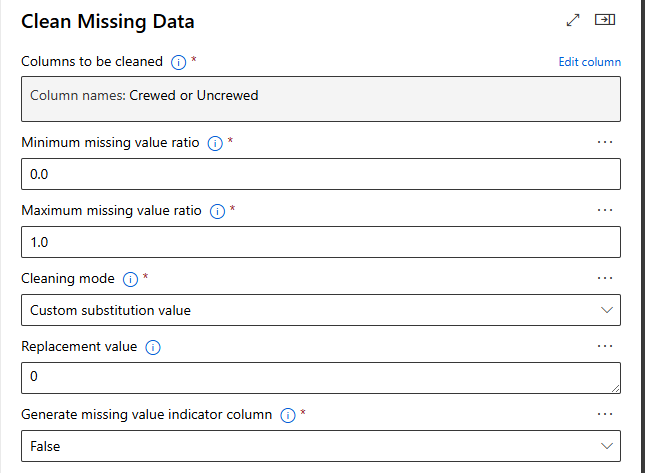 Clean Missing Data
Columns to be cleaned *
Edit column
Column names: Crewed or Uncrewed
Minimum missing value ratio *
0.0
Maximum missing value ratio *
1.0
Cleaning mode *
Custom substitution value
Replacement value
0
Generate missing value indicator column *
False